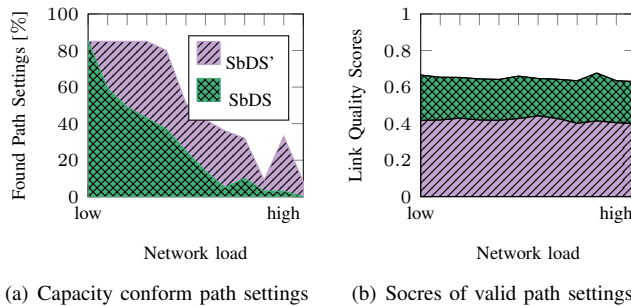 Found Path Settings [%]
100
80
60
40
20
0
SbDS’
SbDS
low
high
Network load
(a) Capacity conform path settings
Link Quality Scores
1
0.8
0.6
0.4
0.2
0
low
high
Network load
(b) Socres of valid path settings